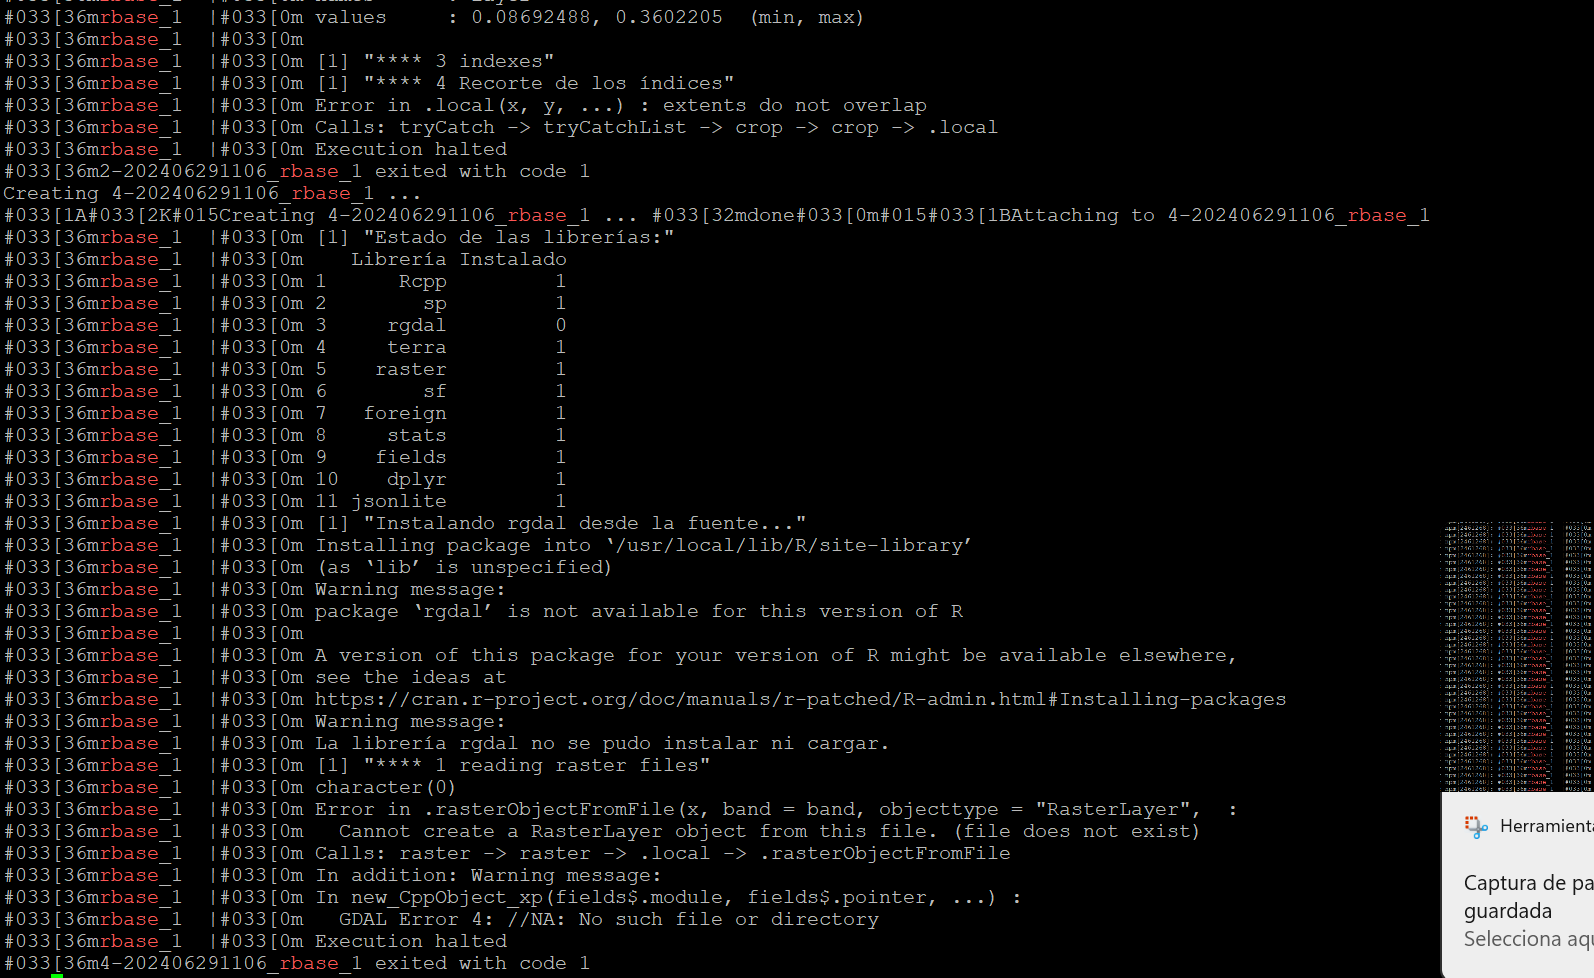 #033[36mrbase_1  |#033[0m values     : 0.08692488, 0.3602205  (min, max)
#033[36mrbase_1  |#033[0m
#033[36mrbase_1  |#033[0m [1] "**** 3 indexes"
#033[36mrbase_1  |#033[0m [1] "**** 4 Recorte de los índices"
#033[36mrbase_1  |#033[0m Error in .local(x, y, ...) : extents do not overlap
#033[36mrbase_1  |#033[0m Calls: tryCatch -> tryCatchList -> crop -> crop -> .local
#033[36mrbase_1  |#033[0m Execution halted
#033[36m2-202406291106_rbase_1 exited with code 1
Creating 4-202406291106_rbase_1 ...
#033[1A#033[2K#015Creating 4-202406291106_rbase_1 ... #033[32mdone#033[0m#015#033[1BAttaching to 4-202406291106_rbase_1
#033[36mrbase_1  |#033[0m [1] "Estado de las librerías:"
#033[36mrbase_1  |#033[0m    Librería Instalado
#033[36mrbase_1  |#033[0m 1      Rcpp         1
#033[36mrbase_1  |#033[0m 2        sp         1
#033[36mrbase_1  |#033[0m 3     rgdal         0
#033[36mrbase_1  |#033[0m 4     terra         1
#033[36mrbase_1  |#033[0m 5    raster         1
#033[36mrbase_1  |#033[0m 6        sf         1
#033[36mrbase_1  |#033[0m 7   foreign         1
#033[36mrbase_1  |#033[0m 8     stats         1
#033[36mrbase_1  |#033[0m 9    fields         1
#033[36mrbase_1  |#033[0m 10    dplyr         1
#033[36mrbase_1  |#033[0m 11 jsonlite         1
#033[36mrbase_1  |#033[0m [1] "Instalando rgdal desde la fuente..."
#033[36mrbase_1  |#033[0m Installing package into ‘/usr/local/lib/R/site-library’
#033[36mrbase_1  |#033[0m (as ‘lib’ is unspecified)
#033[36mrbase_1  |#033[0m Warning message:
#033[36mrbase_1  |#033[0m package ‘rgdal’ is not available for this version of R
#033[36mrbase_1  |#033[0m
#033[36mrbase_1  |#033[0m A version of this package for your version of R might be available elsewhere,
#033[36mrbase_1  |#033[0m see the ideas at
#033[36mrbase_1  |#033[0m https://cran.r-project.org/doc/manuals/r-patched/R-admin.html#Installing-packages
#033[36mrbase_1  |#033[0m Warning message:
#033[36mrbase_1  |#033[0m La librería rgdal no se pudo instalar ni cargar.
#033[36mrbase_1  |#033[0m [1] "**** 1 reading raster files"
#033[36mrbase_1  |#033[0m character(0)
#033[36mrbase_1  |#033[0m Error in .rasterObjectFromFile(x, band = band, objecttype = "RasterLayer",  :
#033[36mrbase_1  |#033[0m   Cannot create a RasterLayer object from this file. (file does not exist)
#033[36mrbase_1  |#033[0m Calls: raster -> raster -> .local -> .rasterObjectFromFile
#033[36mrbase_1  |#033[0m In addition: Warning message:
#033[36mrbase_1  |#033[0m In new_CppObject_xp(fields$.module, fields$.pointer, ...) :
#033[36mrbase_1  |#033[0m   GDAL Error 4: //NA: No such file or directory
#033[36mrbase_1  |#033[0m Execution halted
#033[36m4-202406291106_rbase_1 exited with code 1
Herramienta
Captura de pa
guardada
Selecciona aqu